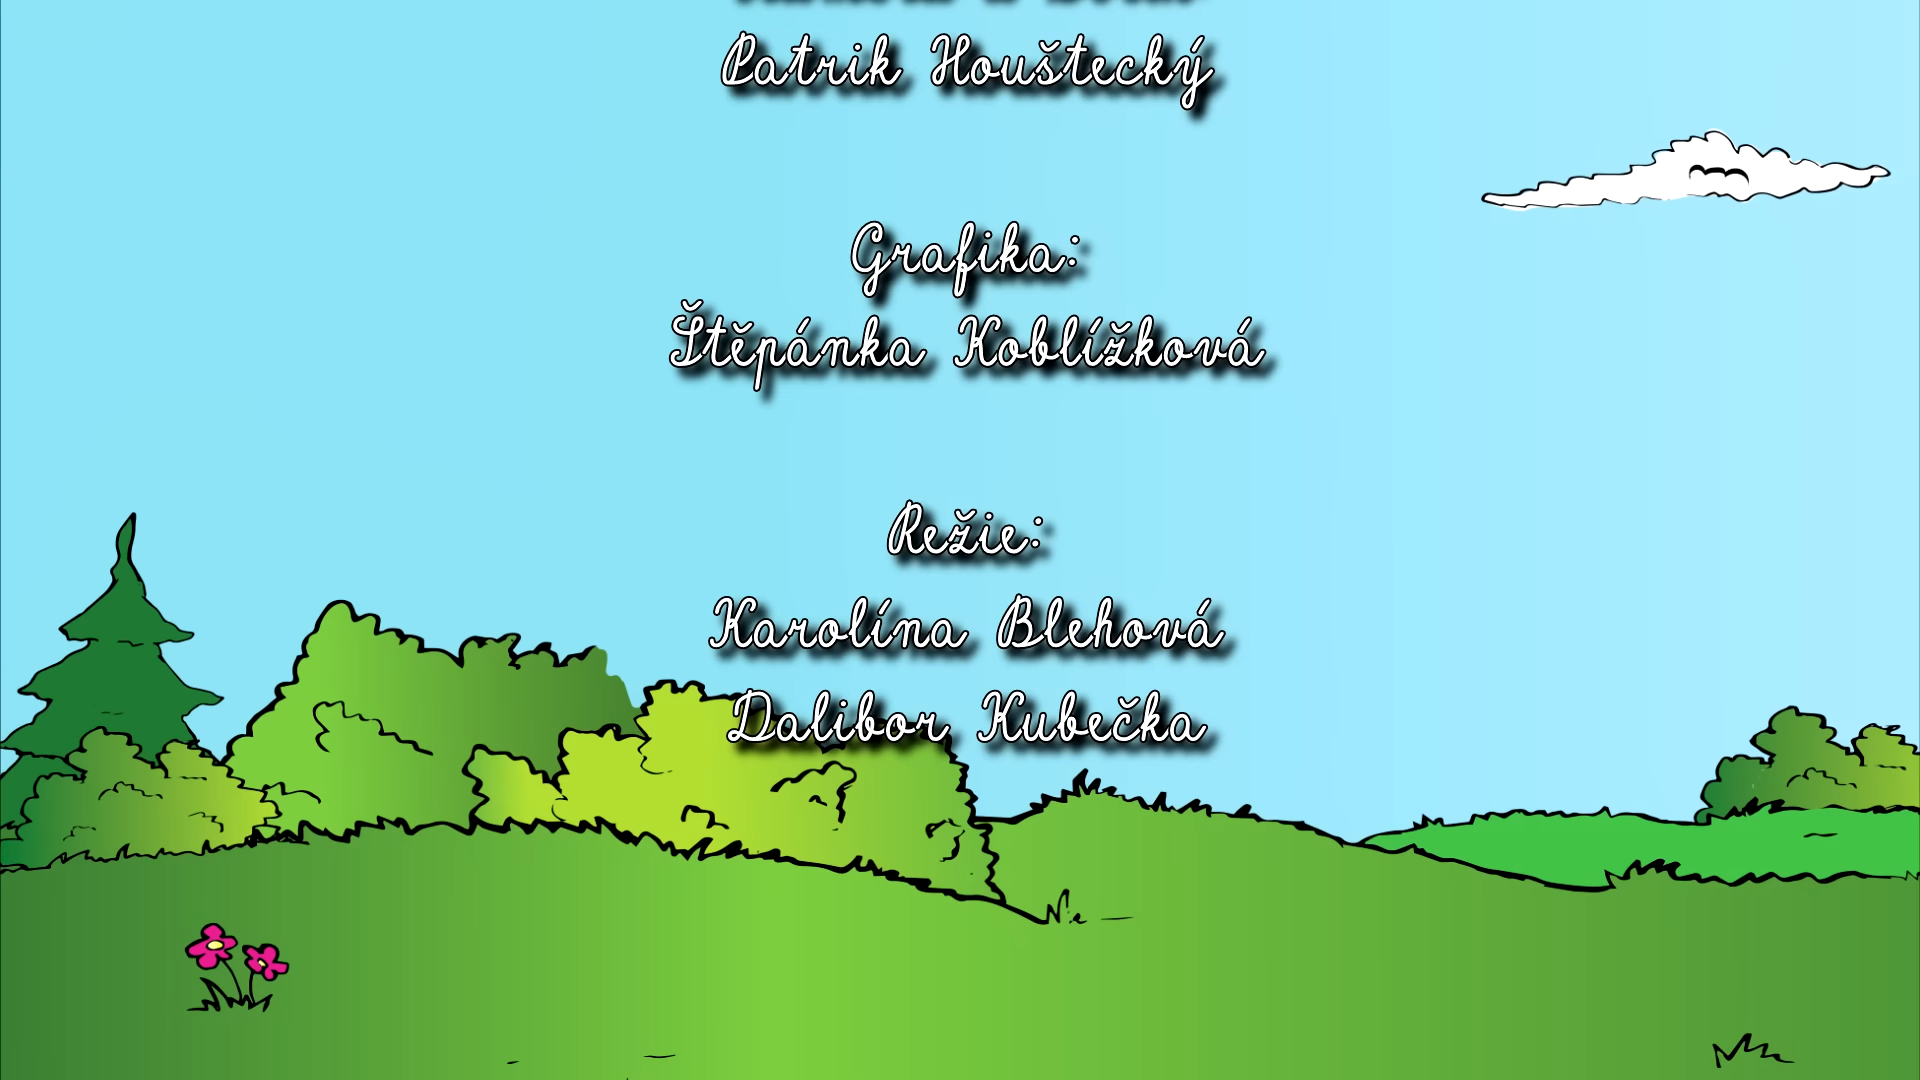 Patrik Houštecký
Grafika:
Štěpánka Koblížková
Režie:
Karolína Blehová
Dalibor Kubečka